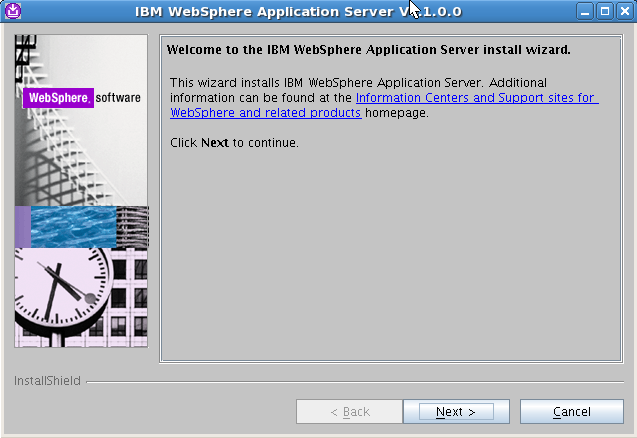 IBM WebSphere Application Server V .1.0.0
WebSphere. software
Welcome to the IBM WebSphere Application Server install wizard.
This wizard installs IBM WebSphere Application Server. Additional
information can be found at the Information Centers and Support sites for
WebSphere and related products homepage.
Click Next to continue.
InstallShield
< Back
Next >
Cancel